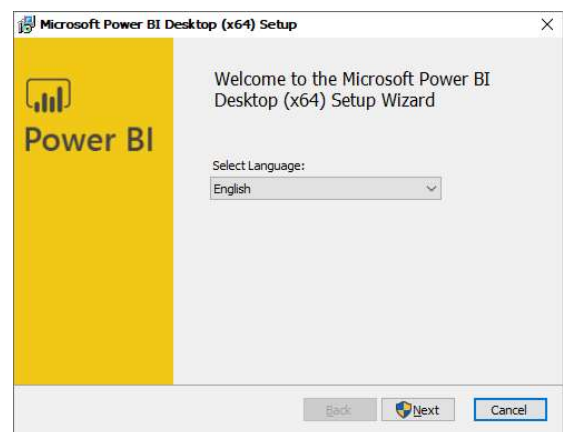 Microsoft Power BI Desktop (x64) Setup
Power BI
Welcome to the Microsoft Power BI
Desktop (x64) Setup Wizard
Select Language:
English
Back Next Cancel